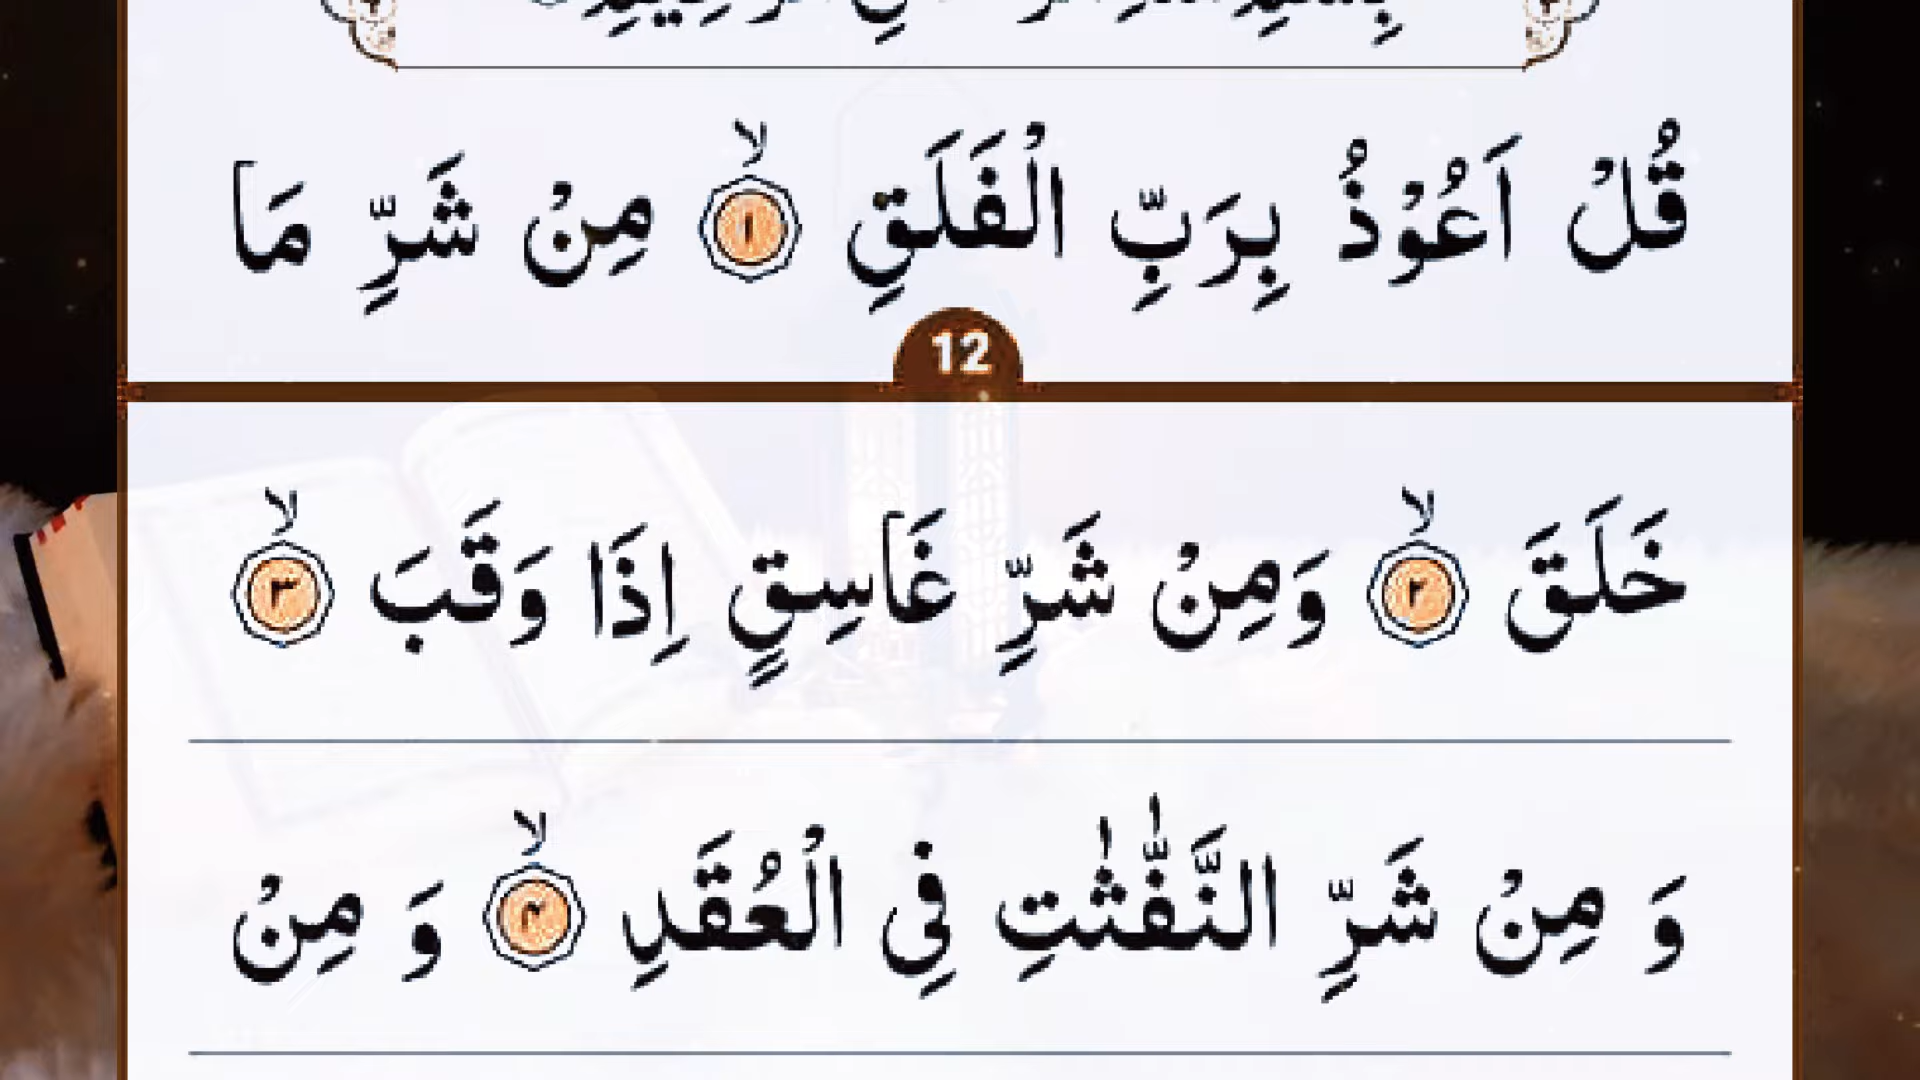 قُلْ اَعُوْذُ بِرَبِّ الْفَلَقِ ۙ﴿۱﴾ مِنْ شَرِّ مَا
12
خَلَقَ ۙ﴿۲﴾ وَمِنْ شَرِّ غَاسِقٍ اِذَا وَقَبَ ۙ﴿۳﴾
وَ مِنْ شَرِّ النَّفّٰثٰتِ فِي الْعُقَدِ ۙ﴿۴﴾ وَ مِنْ